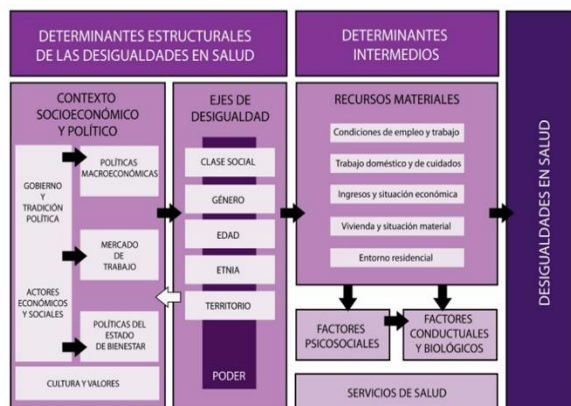 DETERMINANTES ESTRUCTURALES
DE LAS DESIGUALDADES EN SALUD
DETERMINANTES
INTERMEDIOS
CONTEXTO
SOCIOECONÓMICO
Y POLÍTICO
GOBIERNO
Y
TRADICIÓN
POLÍTICA
ACTORES
ECONÓMICOS
Y SOCIALES
POLÍTICAS
MACROECONÓMICAS
MERCADO
DE
TRABAJO
POLÍTICAS DEL
ESTADO
DE BIENESTAR
CULTURA Y VALORES
EJES DE
DESIGUALDAD
CLASE SOCIAL
GÉNERO
EDAD
ETNIA
TERRITORIO
PODER
RECURSOS MATERIALES
Condiciones de empleo y trabajo
Trabajo doméstico y de cuidados
Ingresos y situación económica
Vivienda y situación material
Entorno residencial
FACTORES
PSICOSOCIALES
FACTORES
CONDUCTUALES
Y BIOLÓGICOS
SERVICIOS DE SALUD
DESIGUALDADES EN SALUD